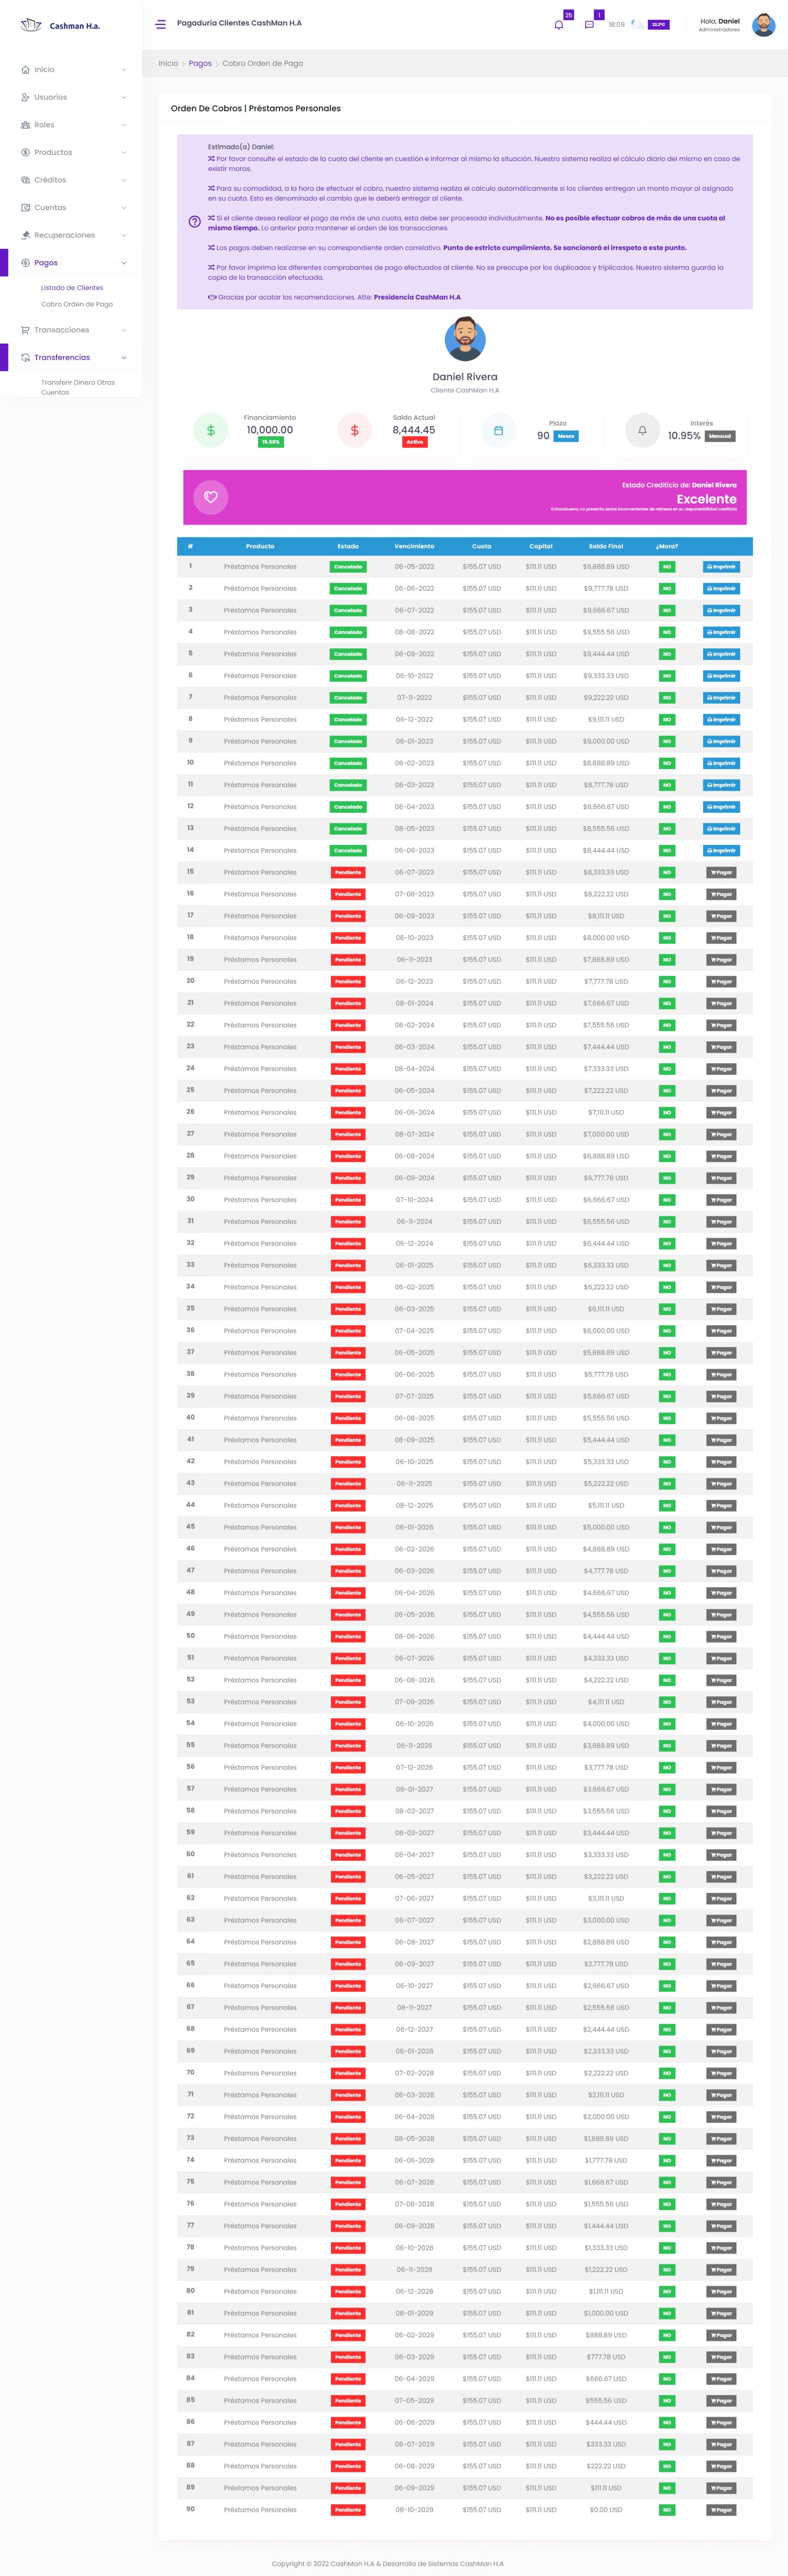 Cashman H.a.
Pagaduría Clientes CashMan H.A
25
1
18:09
22.2°C
Hola, Daniel
Administradores
Inicio
Usuarios
Roles
Productos
Créditos
Cuentas
Recuperaciones
Pagos
Listado de Clientes
Cobro Orden de Pago
Transacciones
Transferencias
Transferir Dinero Otras
Cuentas
Inicio > Pagos > Cobro Orden de Pago
Orden De Cobros | Préstamos Personales
Estimado(a) Daniel:
Por favor consulte el estado de la cuota del cliente en cuestión e informar al mismo la situación. Nuestro sistema realiza el cálculo diario del mismo en caso de
existir moras.
Para su comodidad, a la hora de efectuar el cobro, nuestro sistema realiza el cálculo automáticamente si los clientes entregan un monto mayor al asignado
en su cuota. Esto es denominado el cambio que le deberá entregar al cliente.
Si el cliente desea realizar el pago de más de una cuota, esta debe ser procesada individualmente. No es posible efectuar cobros de más de una cuota al
mismo tiempo. Lo anterior para mantener el orden de las transacciones.
Los pagos deben realizarse en su correspondiente orden correlativo. Punto de estricto cumplimiento. Se sancionará el irrespeto a este punto.
Por favor imprima los diferentes comprobantes de pago efectuados al cliente. No se preocupe por los duplicados y triplicados. Nuestro sistema guarda la
copia de la transacción efectuada.
Gracias por acatar las recomendaciones. Atte: Presidencia CashMan H.A
Daniel Rivera
Cliente CashMan H.A
Financiamiento
10,000.00
15.56%
Saldo Actual
8,444.45
Activo
Plazo
90 Meses
Interés
10.95% Mensual
Estado Crediticio de: Daniel Rivera
Excelente
Enhorabuena, no presenta serios inconvenientes de retrasos en su responsabilidad crediticia
# Producto Estado Vencimiento Cuota Capital Saldo Final ¿Mora?
1 Préstamos Personales Cancelado 06-05-2022 $155.07 USD $111.11 USD $9,888.89 USD NO Imprimir
2 Préstamos Personales Cancelado 06-06-2022 $155.07 USD $111.11 USD $9,777.78 USD NO Imprimir
3 Préstamos Personales Cancelado 06-07-2022 $155.07 USD $111.11 USD $9,666.67 USD NO Imprimir
4 Préstamos Personales Cancelado 08-08-2022 $155.07 USD $111.11 USD $9,555.56 USD NO Imprimir
5 Préstamos Personales Cancelado 06-09-2022 $155.07 USD $111.11 USD $9,444.44 USD NO Imprimir
6 Préstamos Personales Cancelado 06-10-2022 $155.07 USD $111.11 USD $9,333.33 USD NO Imprimir
7 Préstamos Personales Cancelado 07-11-2022 $155.07 USD $111.11 USD $9,222.22 USD NO Imprimir
8 Préstamos Personales Cancelado 06-12-2022 $155.07 USD $111.11 USD $9,111.11 USD NO Imprimir
9 Préstamos Personales Cancelado 06-01-2023 $155.07 USD $111.11 USD $9,000.00 USD NO Imprimir
10 Préstamos Personales Cancelado 06-02-2023 $155.07 USD $111.11 USD $8,888.89 USD NO Imprimir
11 Préstamos Personales Cancelado 06-03-2023 $155.07 USD $111.11 USD $8,777.78 USD NO Imprimir
12 Préstamos Personales Cancelado 06-04-2023 $155.07 USD $111.11 USD $8,666.67 USD NO Imprimir
13 Préstamos Personales Cancelado 08-05-2023 $155.07 USD $111.11 USD $8,555.56 USD NO Imprimir
14 Préstamos Personales Cancelado 06-06-2023 $155.07 USD $111.11 USD $8,444.44 USD NO Imprimir
15 Préstamos Personales Pendiente 06-07-2023 $155.07 USD $111.11 USD $8,333.33 USD NO Pagar
16 Préstamos Personales Pendiente 07-08-2023 $155.07 USD $111.11 USD $8,222.22 USD NO Pagar
17 Préstamos Personales Pendiente 06-09-2023 $155.07 USD $111.11 USD $8,111.11 USD NO Pagar
18 Préstamos Personales Pendiente 06-10-2023 $155.07 USD $111.11 USD $8,000.00 USD NO Pagar
19 Préstamos Personales Pendiente 06-11-2023 $155.07 USD $111.11 USD $7,888.89 USD NO Pagar
20 Préstamos Personales Pendiente 06-12-2023 $155.07 USD $111.11 USD $7,777.78 USD NO Pagar
21 Préstamos Personales Pendiente 08-01-2024 $155.07 USD $111.11 USD $7,666.67 USD NO Pagar
22 Préstamos Personales Pendiente 06-02-2024 $155.07 USD $111.11 USD $7,555.56 USD NO Pagar
23 Préstamos Personales Pendiente 06-03-2024 $155.07 USD $111.11 USD $7,444.44 USD NO Pagar
24 Préstamos Personales Pendiente 08-04-2024 $155.07 USD $111.11 USD $7,333.33 USD NO Pagar
25 Préstamos Personales Pendiente 06-05-2024 $155.07 USD $111.11 USD $7,222.22 USD NO Pagar
26 Préstamos Personales Pendiente 06-06-2024 $155.07 USD $111.11 USD $7,111.11 USD NO Pagar
27 Préstamos Personales Pendiente 08-07-2024 $155.07 USD $111.11 USD $7,000.00 USD NO Pagar
28 Préstamos Personales Pendiente 06-08-2024 $155.07 USD $111.11 USD $6,888.89 USD NO Pagar
29 Préstamos Personales Pendiente 06-09-2024 $155.07 USD $111.11 USD $6,777.78 USD NO Pagar
30 Préstamos Personales Pendiente 07-10-2024 $155.07 USD $111.11 USD $6,666.67 USD NO Pagar
31 Préstamos Personales Pendiente 06-11-2024 $155.07 USD $111.11 USD $6,555.56 USD NO Pagar
32 Préstamos Personales Pendiente 06-12-2024 $155.07 USD $111.11 USD $6,444.44 USD NO Pagar
33 Préstamos Personales Pendiente 06-01-2025 $155.07 USD $111.11 USD $6,333.33 USD NO Pagar
34 Préstamos Personales Pendiente 06-02-2025 $155.07 USD $111.11 USD $6,222.22 USD NO Pagar
35 Préstamos Personales Pendiente 06-03-2025 $155.07 USD $111.11 USD $6,111.11 USD NO Pagar
36 Préstamos Personales Pendiente 07-04-2025 $155.07 USD $111.11 USD $6,000.00 USD NO Pagar
37 Préstamos Personales Pendiente 06-05-2025 $155.07 USD $111.11 USD $5,888.89 USD NO Pagar
38 Préstamos Personales Pendiente 06-06-2025 $155.07 USD $111.11 USD $5,777.78 USD NO Pagar
39 Préstamos Personales Pendiente 07-07-2025 $155.07 USD $111.11 USD $5,666.67 USD NO Pagar
40 Préstamos Personales Pendiente 06-08-2025 $155.07 USD $111.11 USD $5,555.56 USD NO Pagar
41 Préstamos Personales Pendiente 08-09-2025 $155.07 USD $111.11 USD $5,444.44 USD NO Pagar
42 Préstamos Personales Pendiente 06-10-2025 $155.07 USD $111.11 USD $5,333.33 USD NO Pagar
43 Préstamos Personales Pendiente 06-11-2025 $155.07 USD $111.11 USD $5,222.22 USD NO Pagar
44 Préstamos Personales Pendiente 08-12-2025 $155.07 USD $111.11 USD $5,111.11 USD NO Pagar
45 Préstamos Personales Pendiente 06-01-2026 $155.07 USD $111.11 USD $5,000.00 USD NO Pagar
46 Préstamos Personales Pendiente 06-02-2026 $155.07 USD $111.11 USD $4,888.89 USD NO Pagar
47 Préstamos Personales Pendiente 06-03-2026 $155.07 USD $111.11 USD $4,777.78 USD NO Pagar
48 Préstamos Personales Pendiente 06-04-2026 $155.07 USD $111.11 USD $4,666.67 USD NO Pagar
49 Préstamos Personales Pendiente 06-05-2026 $155.07 USD $111.11 USD $4,555.56 USD NO Pagar
50 Préstamos Personales Pendiente 08-06-2026 $155.07 USD $111.11 USD $4,444.44 USD NO Pagar
51 Préstamos Personales Pendiente 06-07-2026 $155.07 USD $111.11 USD $4,333.33 USD NO Pagar
52 Préstamos Personales Pendiente 06-08-2026 $155.07 USD $111.11 USD $4,222.22 USD NO Pagar
53 Préstamos Personales Pendiente 07-09-2026 $155.07 USD $111.11 USD $4,111.11 USD NO Pagar
54 Préstamos Personales Pendiente 06-10-2026 $155.07 USD $111.11 USD $4,000.00 USD NO Pagar
55 Préstamos Personales Pendiente 06-11-2026 $155.07 USD $111.11 USD $3,888.89 USD NO Pagar
56 Préstamos Personales Pendiente 07-12-2026 $155.07 USD $111.11 USD $3,777.78 USD NO Pagar
57 Préstamos Personales Pendiente 06-01-2027 $155.07 USD $111.11 USD $3,666.67 USD NO Pagar
58 Préstamos Personales Pendiente 08-02-2027 $155.07 USD $111.11 USD $3,555.56 USD NO Pagar
59 Préstamos Personales Pendiente 08-03-2027 $155.07 USD $111.11 USD $3,444.44 USD NO Pagar
60 Préstamos Personales Pendiente 06-04-2027 $155.07 USD $111.11 USD $3,333.33 USD NO Pagar
61 Préstamos Personales Pendiente 06-05-2027 $155.07 USD $111.11 USD $3,222.22 USD NO Pagar
62 Préstamos Personales Pendiente 07-06-2027 $155.07 USD $111.11 USD $3,111.11 USD NO Pagar
63 Préstamos Personales Pendiente 06-07-2027 $155.07 USD $111.11 USD $3,000.00 USD NO Pagar
64 Préstamos Personales Pendiente 06-08-2027 $155.07 USD $111.11 USD $2,888.89 USD NO Pagar
65 Préstamos Personales Pendiente 06-09-2027 $155.07 USD $111.11 USD $2,777.78 USD NO Pagar
66 Préstamos Personales Pendiente 06-10-2027 $155.07 USD $111.11 USD $2,666.67 USD NO Pagar
67 Préstamos Personales Pendiente 08-11-2027 $155.07 USD $111.11 USD $2,555.56 USD NO Pagar
68 Préstamos Personales Pendiente 06-12-2027 $155.07 USD $111.11 USD $2,444.44 USD NO Pagar
69 Préstamos Personales Pendiente 06-01-2028 $155.07 USD $111.11 USD $2,333.33 USD NO Pagar
70 Préstamos Personales Pendiente 07-02-2028 $155.07 USD $111.11 USD $2,222.22 USD NO Pagar
71 Préstamos Personales Pendiente 06-03-2028 $155.07 USD $111.11 USD $2,111.11 USD NO Pagar
72 Préstamos Personales Pendiente 06-04-2028 $155.07 USD $111.11 USD $2,000.00 USD NO Pagar
73 Préstamos Personales Pendiente 08-05-2028 $155.07 USD $111.11 USD $1,888.89 USD NO Pagar
74 Préstamos Personales Pendiente 06-06-2028 $155.07 USD $111.11 USD $1,777.78 USD NO Pagar
75 Préstamos Personales Pendiente 06-07-2028 $155.07 USD $111.11 USD $1,666.67 USD NO Pagar
76 Préstamos Personales Pendiente 07-08-2028 $155.07 USD $111.11 USD $1,555.56 USD NO Pagar
77 Préstamos Personales Pendiente 06-09-2028 $155.07 USD $111.11 USD $1,444.44 USD NO Pagar
78 Préstamos Personales Pendiente 06-10-2028 $155.07 USD $111.11 USD $1,333.33 USD NO Pagar
79 Préstamos Personales Pendiente 06-11-2028 $155.07 USD $111.11 USD $1,222.22 USD NO Pagar
80 Préstamos Personales Pendiente 06-12-2028 $155.07 USD $111.11 USD $1,111.11 USD NO Pagar
81 Préstamos Personales Pendiente 08-01-2029 $155.07 USD $111.11 USD $1,000.00 USD NO Pagar
82 Préstamos Personales Pendiente 06-02-2029 $155.07 USD $111.11 USD $888.89 USD NO Pagar
83 Préstamos Personales Pendiente 06-03-2029 $155.07 USD $111.11 USD $777.78 USD NO Pagar
84 Préstamos Personales Pendiente 06-04-2029 $155.07 USD $111.11 USD $666.67 USD NO Pagar
85 Préstamos Personales Pendiente 07-05-2029 $155.07 USD $111.11 USD $555.56 USD NO Pagar
86 Préstamos Personales Pendiente 06-06-2029 $155.07 USD $111.11 USD $444.44 USD NO Pagar
87 Préstamos Personales Pendiente 06-07-2029 $155.07 USD $111.11 USD $333.33 USD NO Pagar
88 Préstamos Personales Pendiente 06-08-2029 $155.07 USD $111.11 USD $222.22 USD NO Pagar
89 Préstamos Personales Pendiente 06-09-2029 $155.07 USD $111.11 USD $111.11 USD NO Pagar
90 Préstamos Personales Pendiente 08-10-2029 $155.07 USD $111.11 USD $0.00 USD NO Pagar
Copyright © 2022 CashMan H.A & Desarrollo de Sistemas CashMan H.A